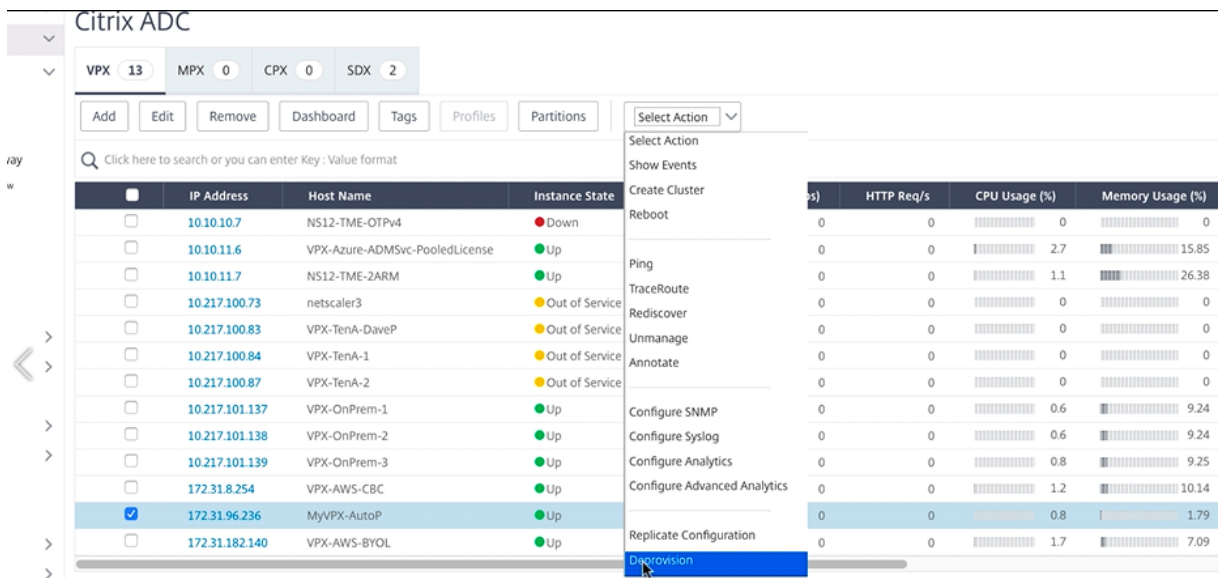 Citrix ADC
VPX 13 MPX 0 CPX 0 SDX 2
Add Edit Remove Dashboard Tags Profiles Partitions Select Action
Select Action
Show Events
Create Cluster
Reboot
Ping
TraceRoute
Rediscover
Unmanage
Annotate
Configure SNMP
Configure Syslog
Configure Analytics
Configure Advanced Analytics
Replicate Configuration
Deprovision
Click here to search or you can enter Key : Value format
IP Address Host Name Instance State HTTP Req/s CPU Usage (%) Memory Usage (%)
10.10.10.7 NS12-TME-OTPv4 Down 0 0 0 0
10.10.11.6 VPX-Azure-ADMSvc-PooledLicense Up 0 0 2.7 15.85
10.10.11.7 NS12-TME-2ARM Up 0 0 1.1 26.38
10.217.100.73 netscaler3 Out of Service 0 0 0 0
10.217.100.83 VPX-TenA-DaveP Out of Service 0 0 0 0
10.217.100.84 VPX-TenA-1 Out of Service 0 0 0 0
10.217.100.87 VPX-TenA-2 Out of Service 0 0 0 0
10.217.101.137 VPX-OnPrem-1 Up 0 0 0.6 9.24
10.217.101.138 VPX-OnPrem-2 Up 0 0 0.6 9.24
10.217.101.139 VPX-OnPrem-3 Up 0 0 0.8 9.25
172.31.8.254 VPX-AWS-CBC Up 0 0 1.2 10.14
172.31.96.236 MyVPX-AutoP Up 0 0 0.8 1.79
172.31.182.140 VPX-AWS-BYOL Up 0 0 1.7 7.09